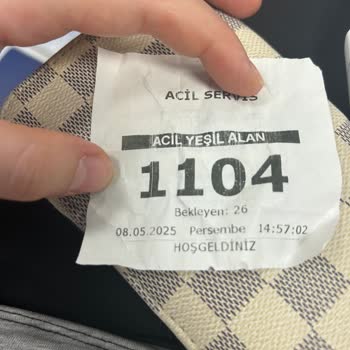 ACİL SERVİS
ACİL YEŞİL ALAN
1104
Bekleyen: 26
08.05.2025 Perşembe 14:57:02
HOŞGELDİNİZ